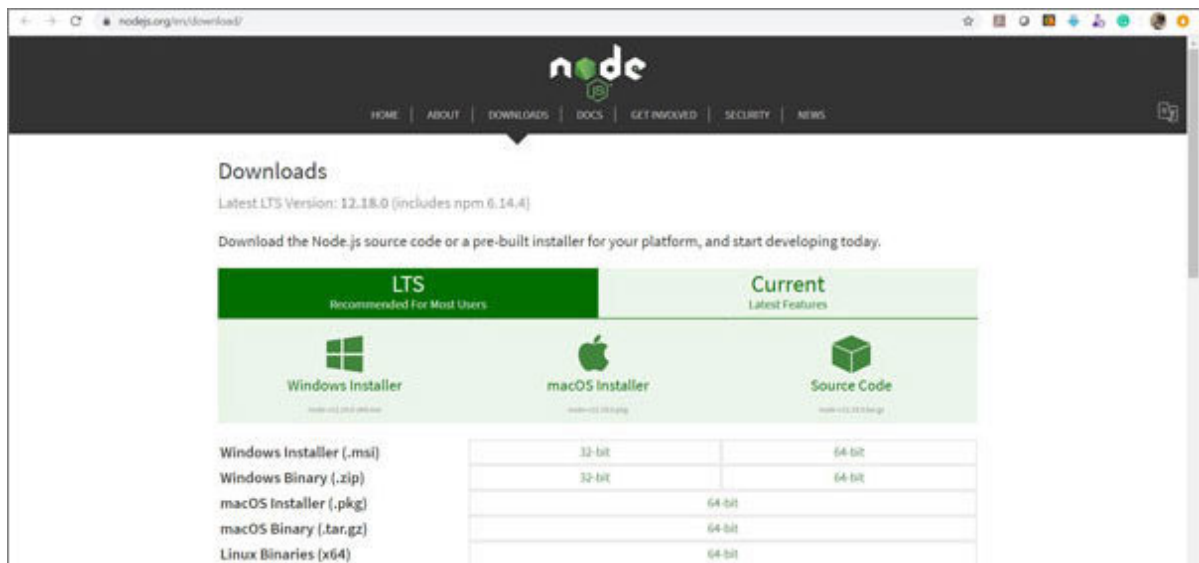 nodejs.org/en/download/
node
JS
HOME | ABOUT | DOWNLOADS | DOCS | GET INVOLVED | SECURITY | NEWS
Downloads
Latest LTS Version: 12.18.0 (includes npm 6.14.4)
Download the Node.js source code or a pre-built installer for your platform, and start developing today.
LTS
Recommended For Most Users
Current
Latest Features
Windows Installer
macOS Installer
Source Code
Windows Installer (.msi) 32-bit 64-bit
Windows Binary (.zip) 32-bit 64-bit
macOS Installer (.pkg) 64-bit
macOS Binary (.tar.gz) 64-bit
Linux Binaries (x64) 64-bit